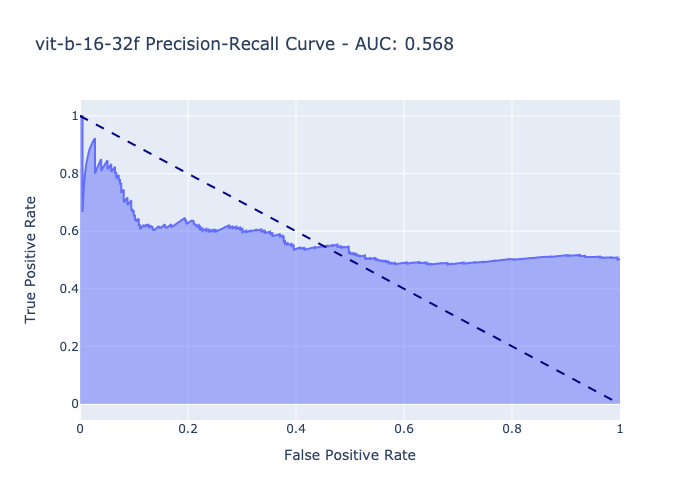 vit-b-16-32f Precision-Recall Curve - AUC: 0.568
1
0.8
0.6
0.4
0.2
0
True Positive Rate
0 0.2 0.4 0.6 0.8 1
False Positive Rate